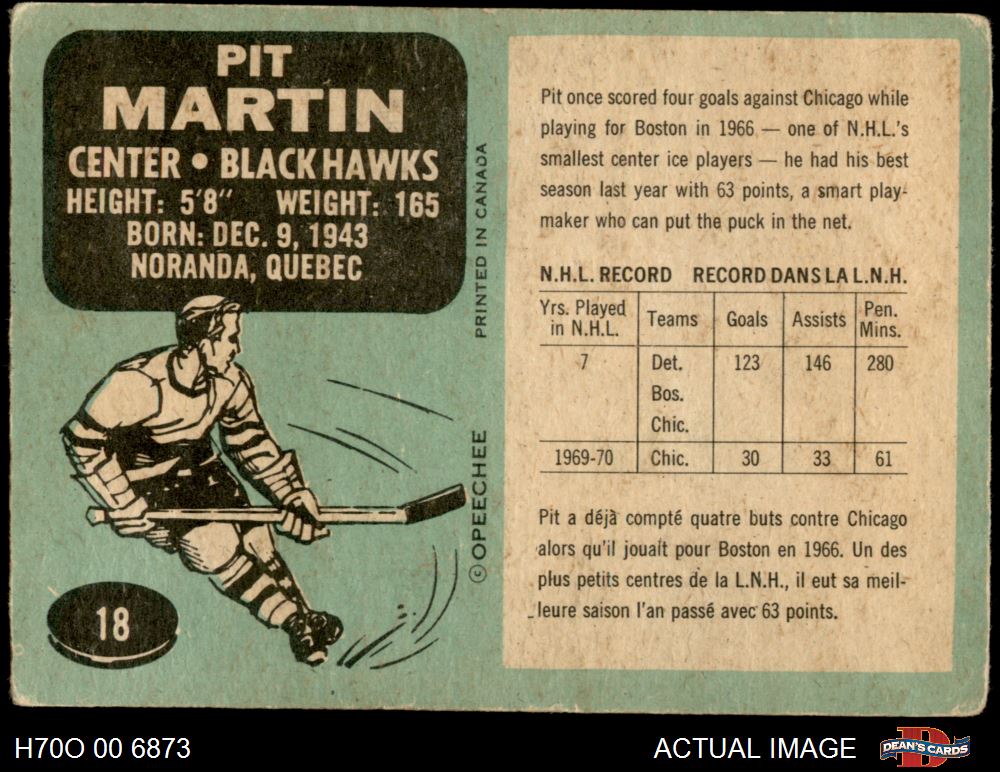 PIT
MARTIN
CENTER • BLACK HAWKS
HEIGHT: 5'8" WEIGHT: 165
BORN: DEC. 9, 1943
NORANDA, QUEBEC
18
© OPEECHEE PRINTED IN CANADA
Pit once scored four goals against Chicago while
playing for Boston in 1966 — one of N.H.L.'s
smallest center ice players — he had his best
season last year with 63 points, a smart play-
maker who can put the puck in the net.
N.H.L. RECORD RECORD DANS LA L.N.H.
Yrs. Played in N.H.L. Teams Goals Assists Pen. Mins.
7 Det. 123 146 280
Bos.
Chic.
1969-70 Chic. 30 33 61
Pit a déjà compté quatre buts contre Chicago
alors qu'il jouait pour Boston en 1966. Un des
plus petits centres de la L.N.H., il eut sa meil-
leure saison l'an passé avec 63 points.
H70O 00 6873
ACTUAL IMAGE
D
DEAN'S CARDS